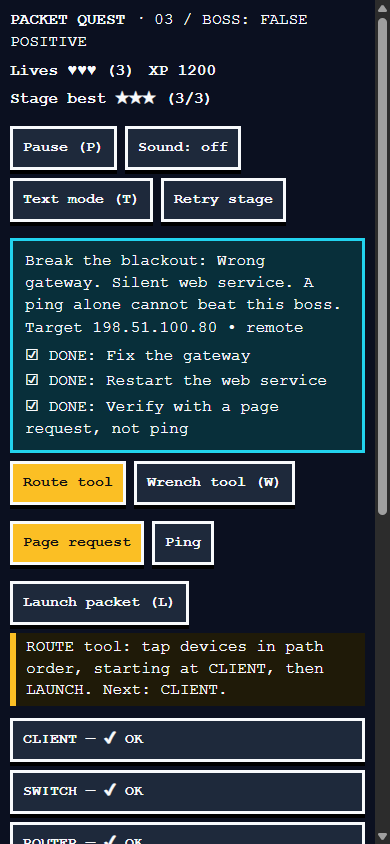 PACKET QUEST · 03 / BOSS: FALSE
POSITIVE
Lives ♥♥♥ (3) XP 1200
Stage best ★★★ (3/3)
Pause (P) Sound: off
Text mode (T) Retry stage
Break the blackout: Wrong
gateway. Silent web service. A
ping alone cannot beat this boss.
Target 198.51.100.80 • remote
☑ DONE: Fix the gateway
☑ DONE: Restart the web service
☑ DONE: Verify with a page
request, not ping
Route tool Wrench tool (W)
Page request Ping
Launch packet (L)
ROUTE tool: tap devices in path
order, starting at CLIENT, then
LAUNCH. Next: CLIENT.
CLIENT — ✔ OK
SWITCH — ✔ OK
ROUTER — ✔ OK